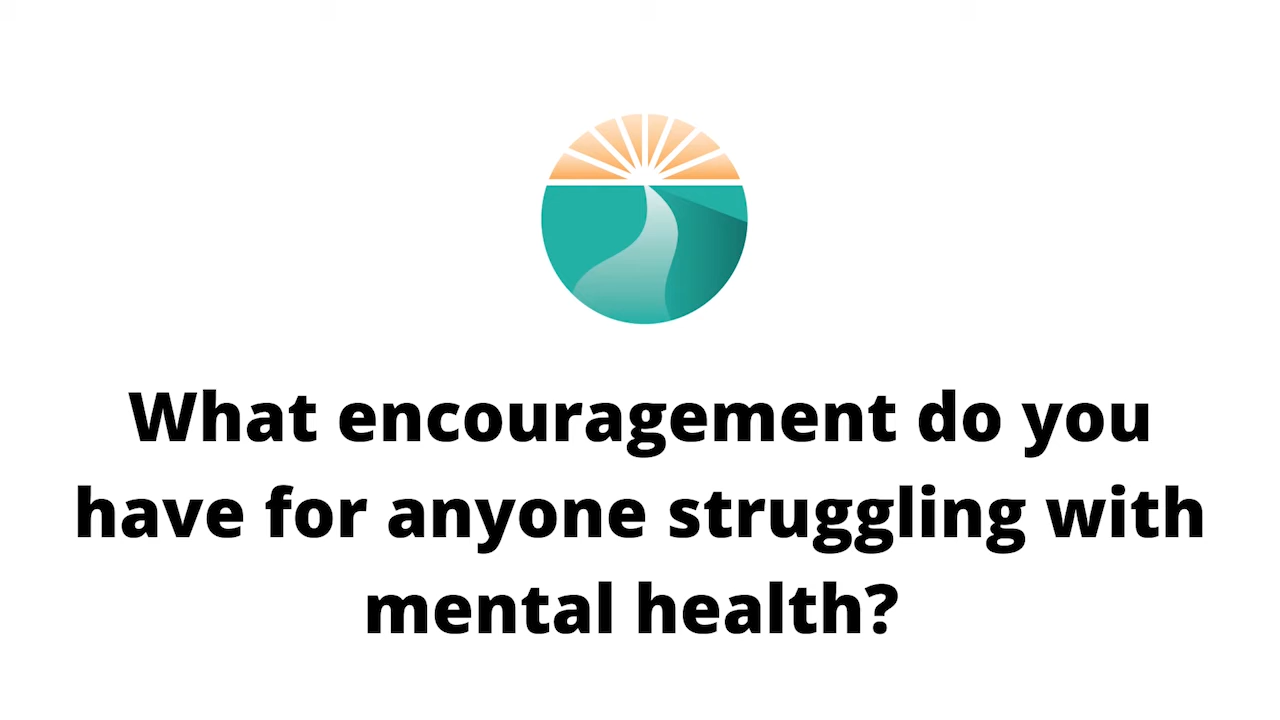 What encouragement do you
have for anyone struggling with
mental health?